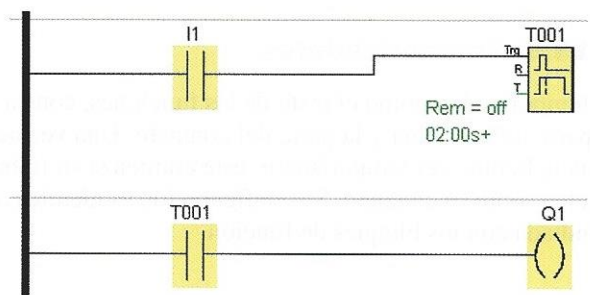 I1
T001
Trg
R
T
Rem = off
02:00s+
T001
Q1